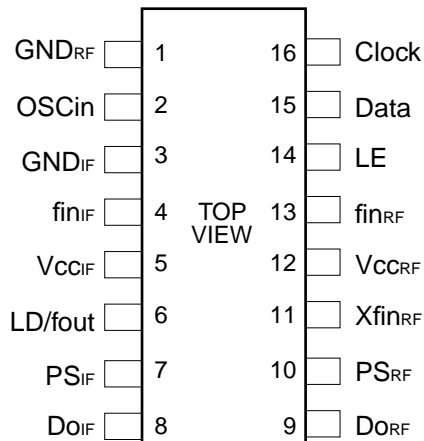 GNDRF 1 16 Clock
OSCin 2 15 Data
GNDIF 3 14 LE
finIF 4 TOP 13 finRF
VIEW
VccIF 5 12 VccRF
LD/fout 6 11 XfinRF
PSIF 7 10 PSRF
DoIF 8 9 DoRF